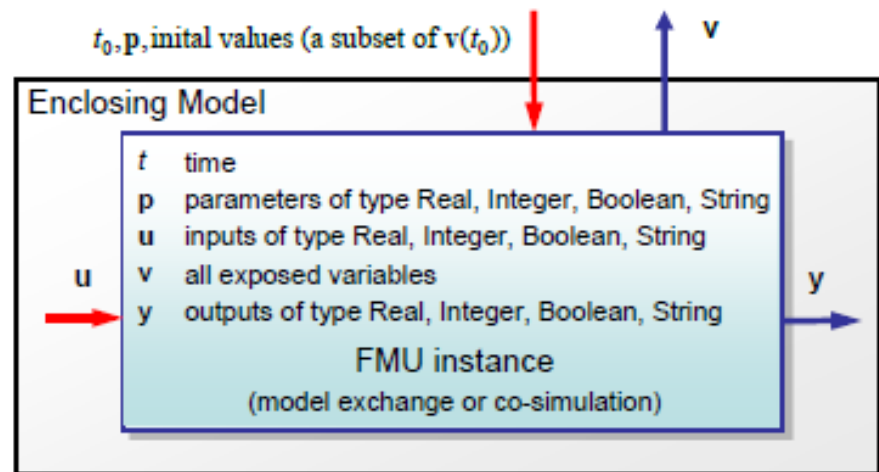 t₀,p,inital values (a subset of v(t₀))
v
Enclosing Model
t time
p parameters of type Real, Integer, Boolean, String
u inputs of type Real, Integer, Boolean, String
v all exposed variables
y outputs of type Real, Integer, Boolean, String
u
y
FMU instance
(model exchange or co-simulation)